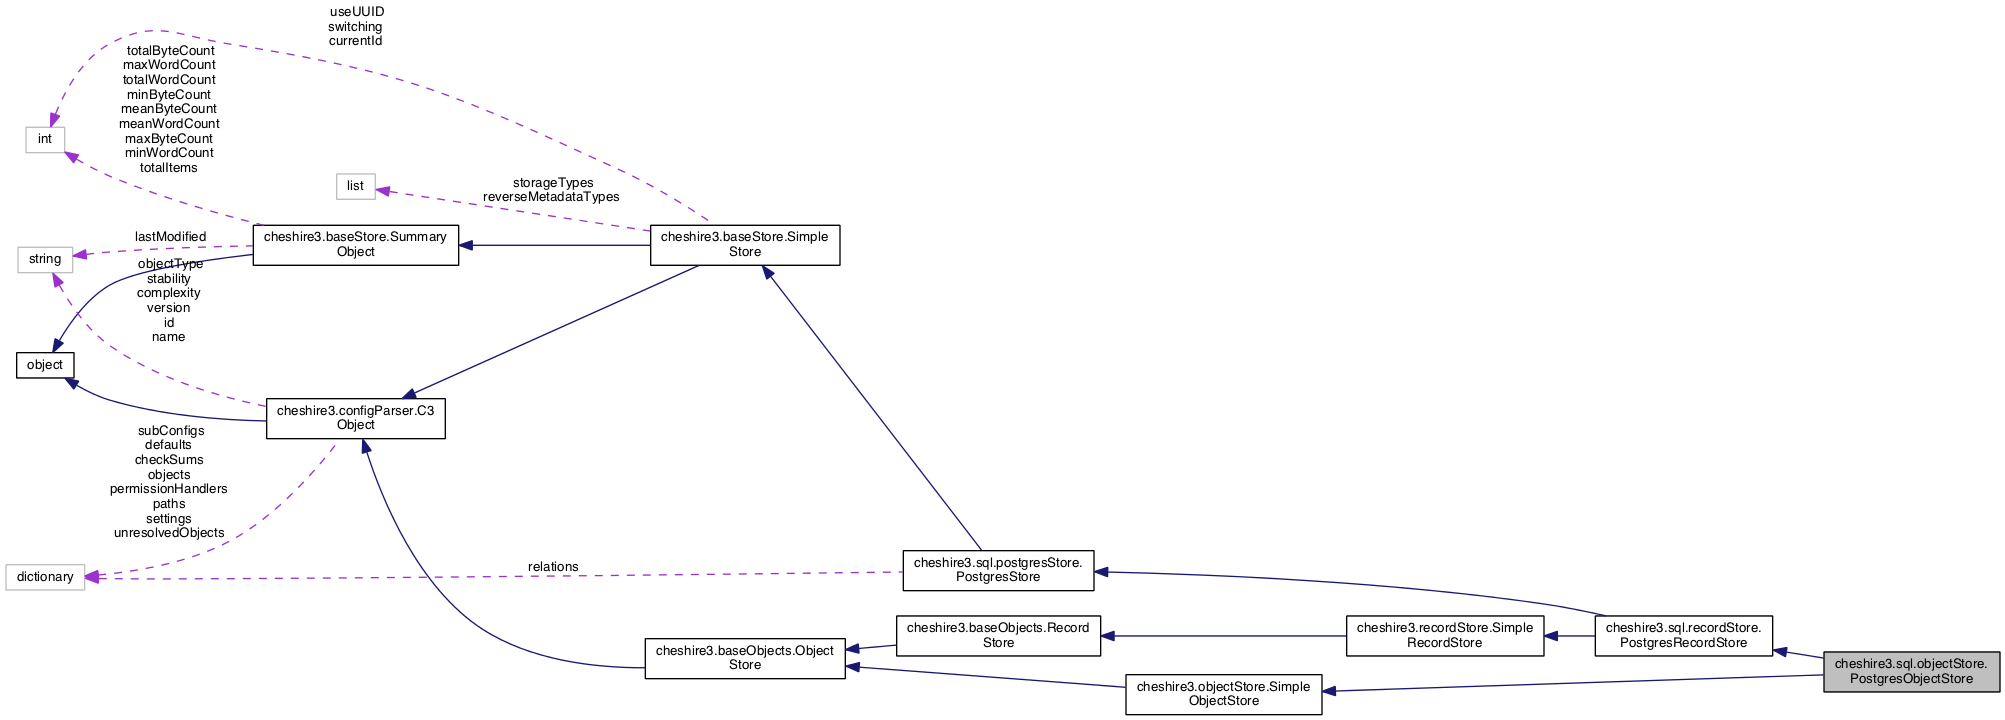 useUUID
switching
currentId
totalByteCount
maxWordCount
totalWordCount
minByteCount
meanByteCount
meanWordCount
maxByteCount
minWordCount
totalItems
int
list
storageTypes
reverseMetadataTypes
lastModified
cheshire3.baseStore.Summary
Object
cheshire3.baseStore.Simple
Store
string
objectType
stability
complexity
version
id
name
object
cheshire3.configParser.C3
Object
subConfigs
defaults
checkSums
objects
permissionHandlers
paths
settings
unresolvedObjects
dictionary
relations
cheshire3.sql.postgresStore.
PostgresStore
cheshire3.baseObjects.Object
Store
cheshire3.baseObjects.Record
Store
cheshire3.recordStore.Simple
RecordStore
cheshire3.sql.recordStore.
PostgresRecordStore
cheshire3.objectStore.Simple
ObjectStore
cheshire3.sql.objectStore.
PostgresObjectStore